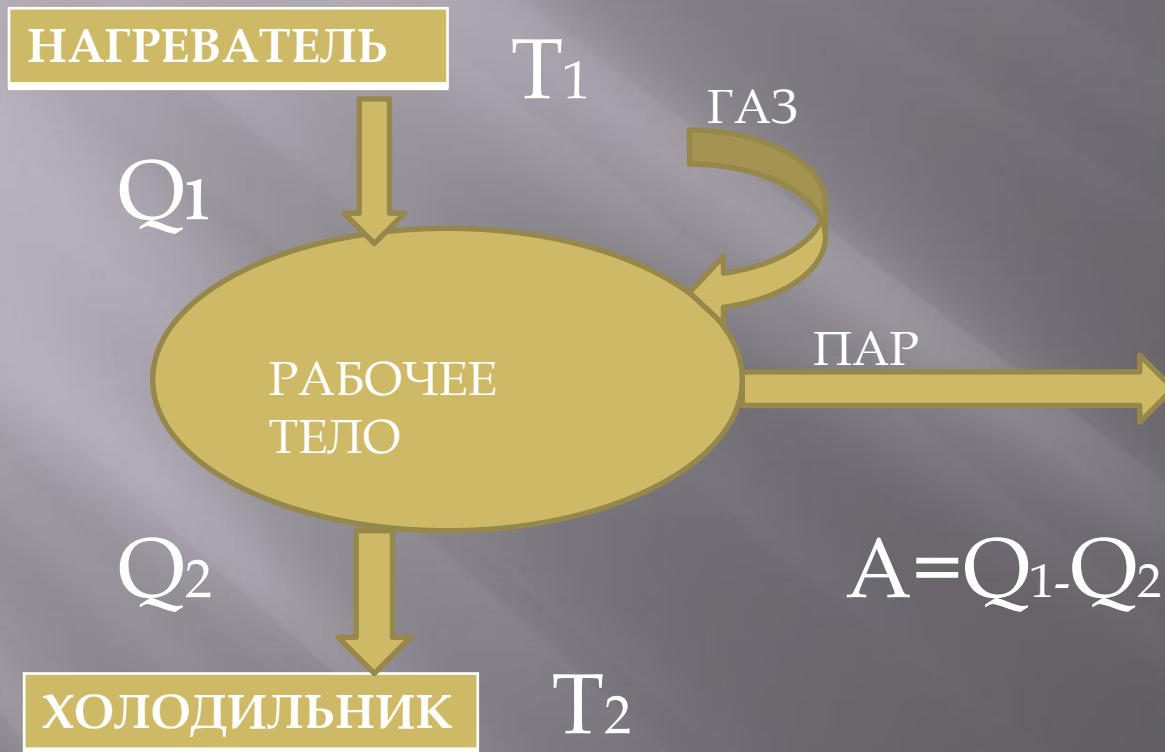 НАГРЕВАТЕЛЬ
T1
ГАЗ
Q1
ПАР
РАБОЧЕЕ
ТЕЛО
Q2
A=Q1-Q2
ХОЛОДИЛЬНИК
T2